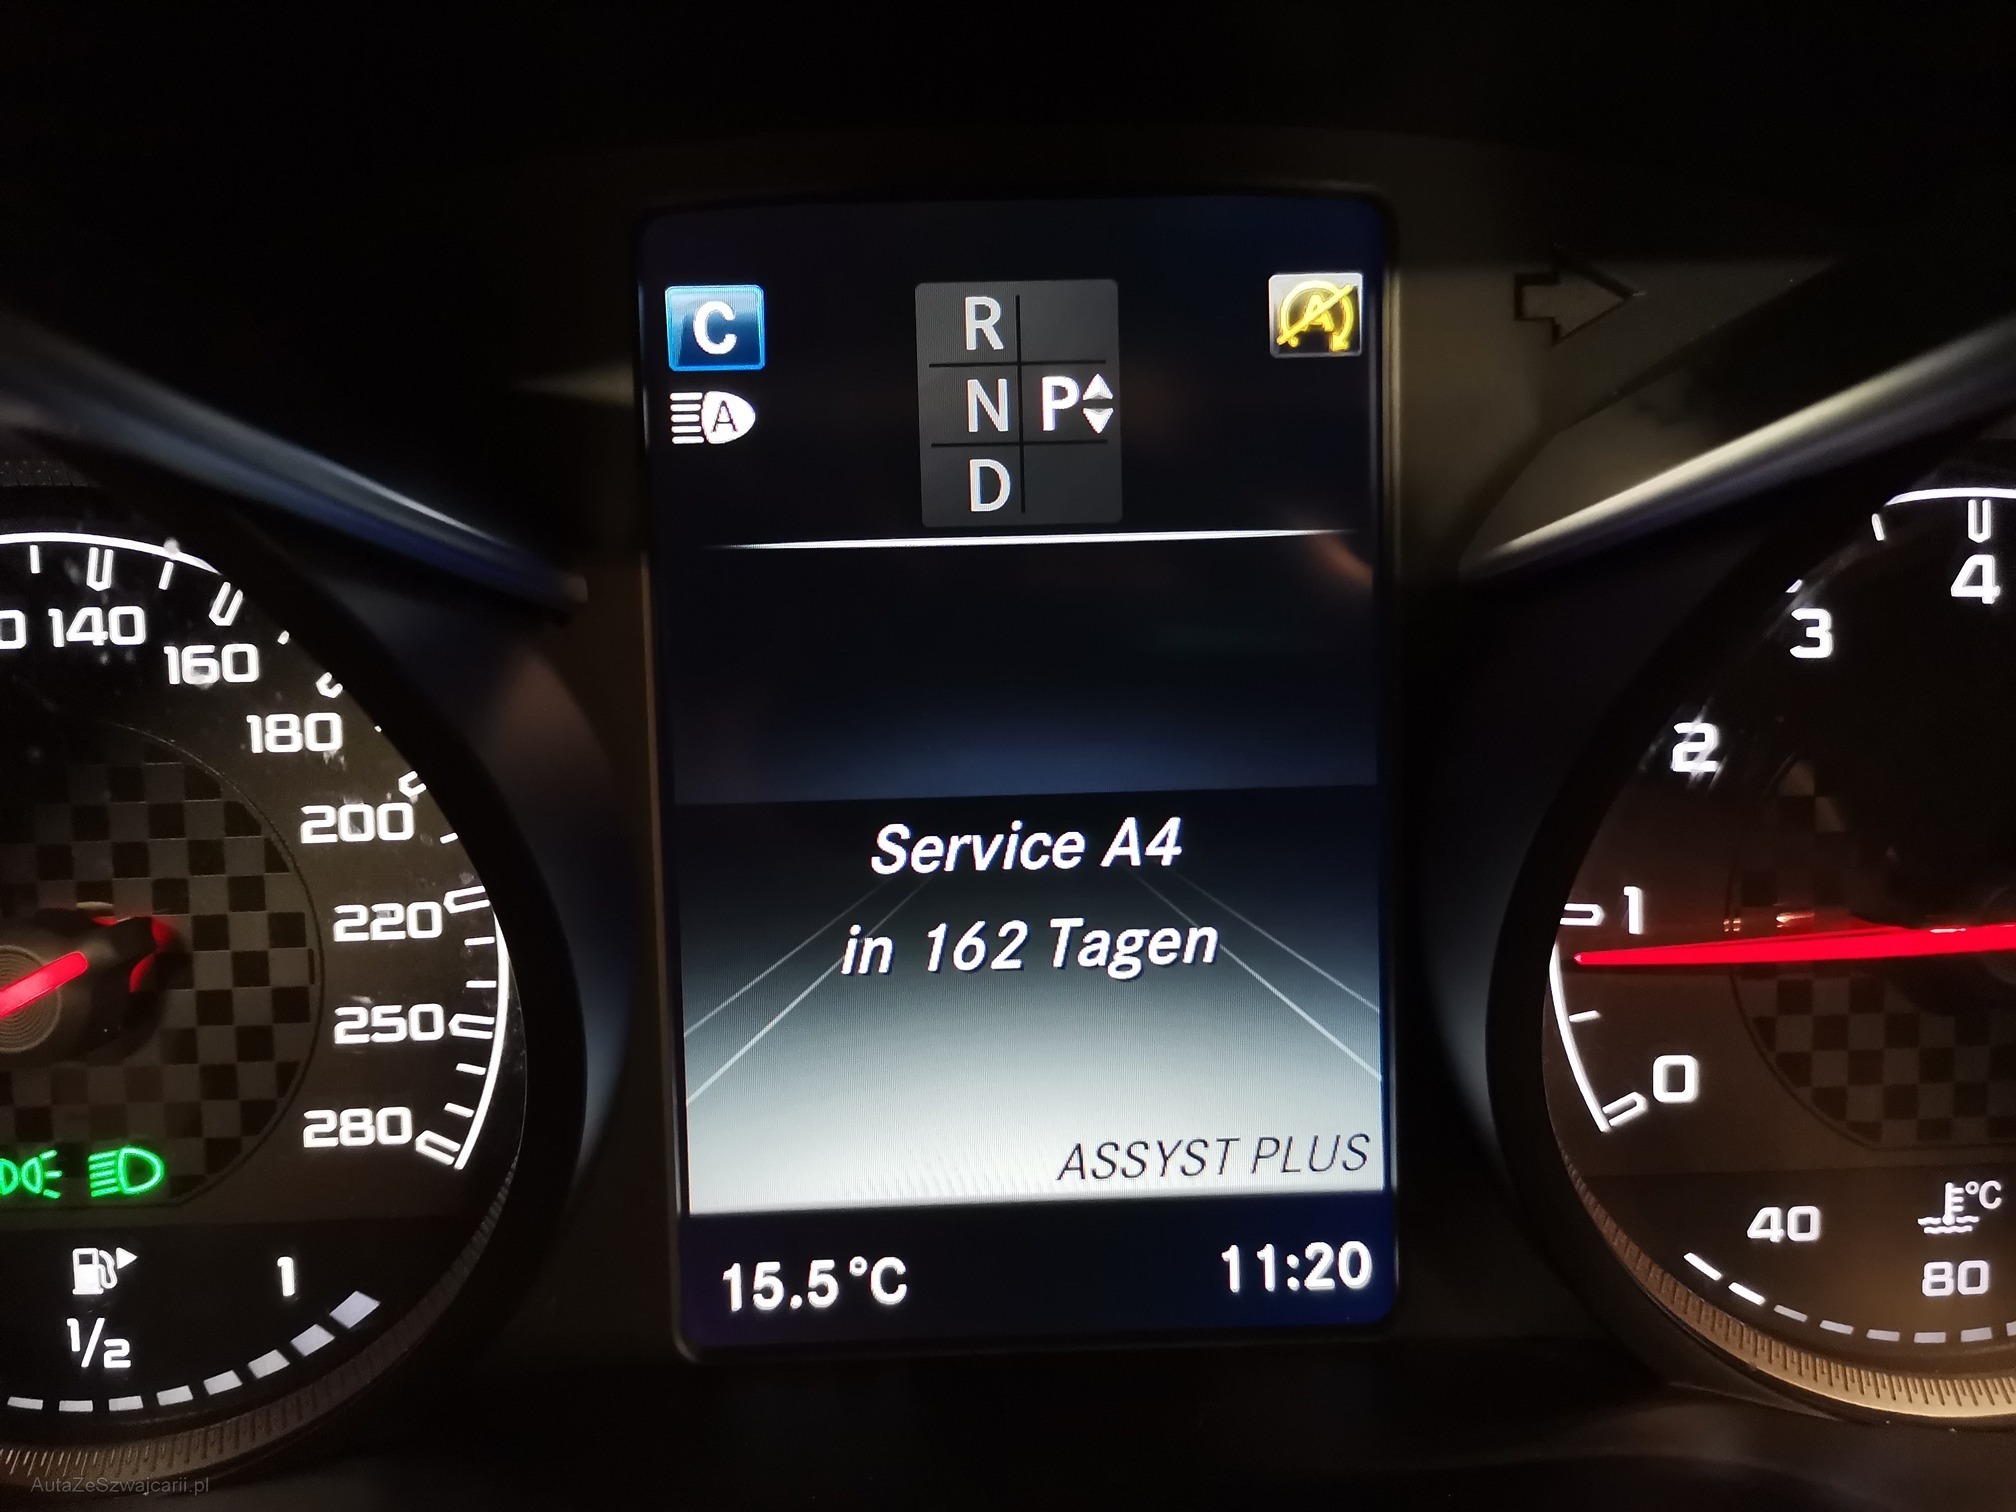 C
R
N P
D
A
A
140
160
180
200
220
250
280
1
1/2
Service A4
in 162 Tagen
ASSYST PLUS
15.5°C
11:20
4
3
2
1
0
40
°C
80
AutaZeSzwajcarii.pl